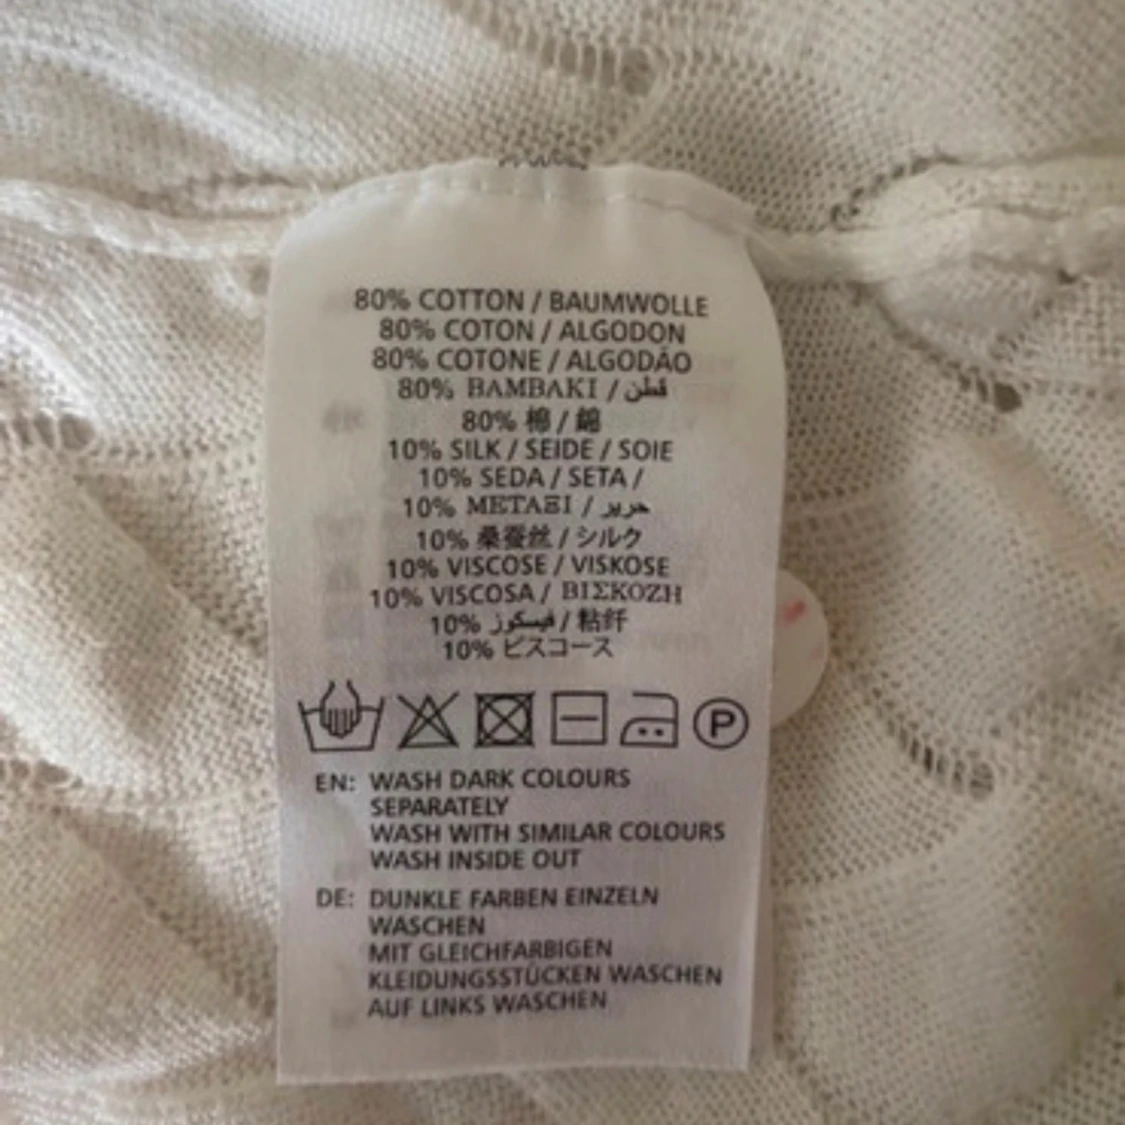 80% COTTON / BAUMWOLLE
80% COTON / ALGODON
80% COTONE / ALGODÃO
80% ΒΑΜΒΑΚΙ / قطن
80% 棉 / 錦
10% SILK / SEIDE / SOIE
10% SEDA / SETA /
10% ΜΕΤΑΞΙ / حرير
10% 桑蚕丝 / シルク
10% VISCOSE / VISKOSE
10% VISCOSA / ΒΙΣΚΟΖΗ
10% فيسكوز / 粘纤
10% ビスコース
P
EN: WASH DARK COLOURS
SEPARATELY
WASH WITH SIMILAR COLOURS
WASH INSIDE OUT
DE: DUNKLE FARBEN EINZELN
WASCHEN
MIT GLEICHFARBIGEN
KLEIDUNGSSTÜCKEN WASCHEN
AUF LINKS WASCHEN